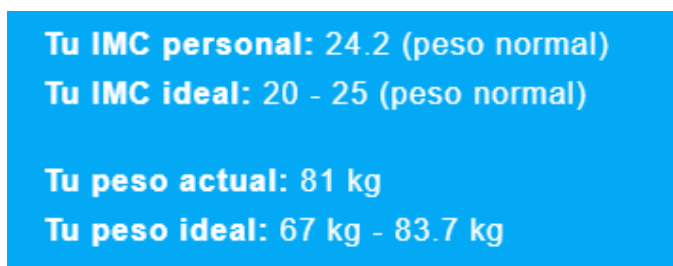 Tu IMC personal: 24.2 (peso normal)
Tu IMC ideal: 20 - 25 (peso normal)
Tu peso actual: 81 kg
Tu peso ideal: 67 kg - 83.7 kg